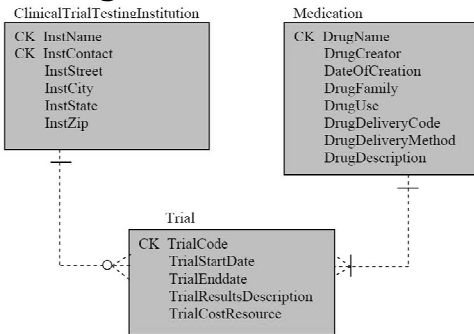 ClinicalTrialTestingInstitution
CK InstName
CK InstContact
InstStreet
InstCity
InstState
InstZip
Medication
CK DrugName
DrugCreator
DateOfCreation
DrugFamily
DrugUse
DrugDeliveryCode
DrugDeliveryMethod
DrugDescription
Trial
CK TrialCode
TrialStartDate
TrialEnddate
TrialResultsDescription
TrialCostResource